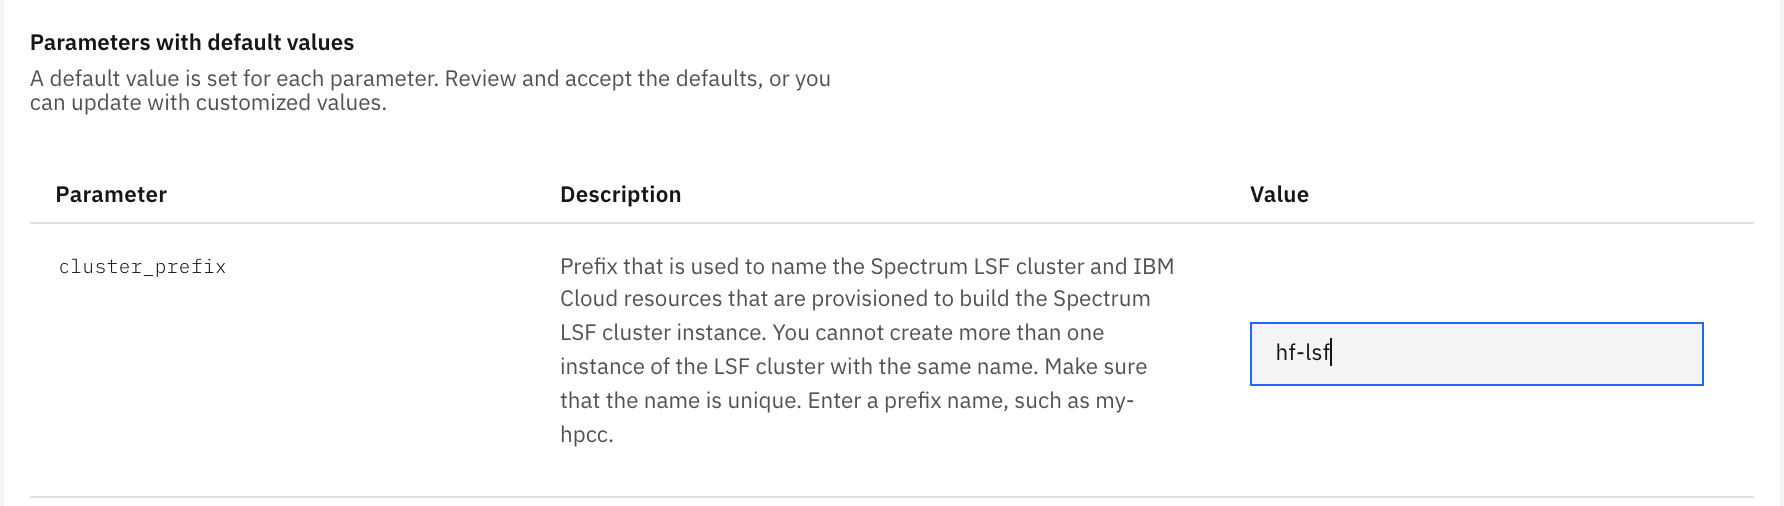 Parameters with default values
A default value is set for each parameter. Review and accept the defaults, or you
can update with customized values.
Parameter Description Value
cluster_prefix
Prefix that is used to name the Spectrum LSF cluster and IBM
Cloud resources that are provisioned to build the Spectrum
LSF cluster instance. You cannot create more than one
instance of the LSF cluster with the same name. Make sure
that the name is unique. Enter a prefix name, such as my-
hpcc.
hf-lsf